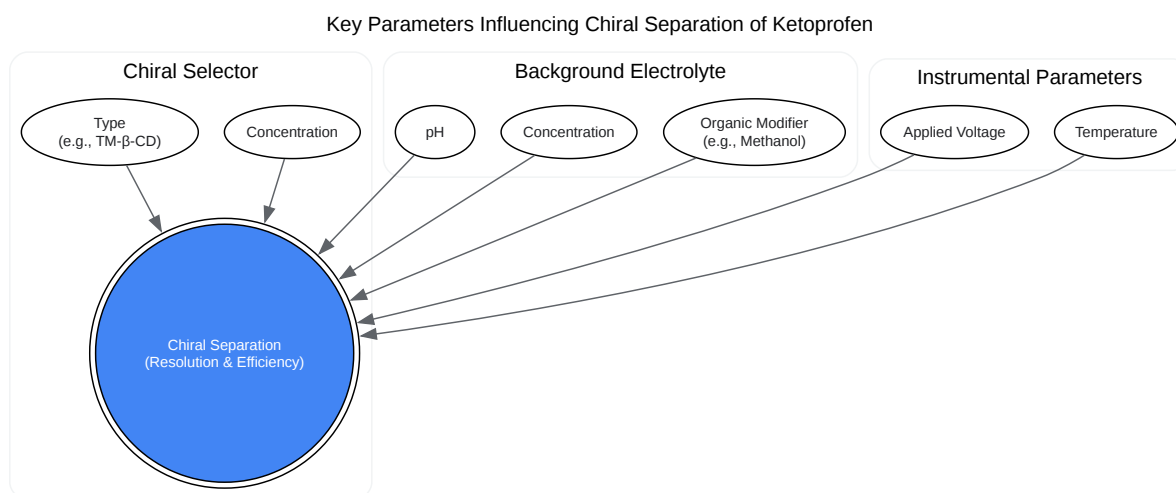 Key Parameters Influencing Chiral Separation of Ketoprofen
Chiral Selector
Type
(e.g., TM-β-CD)
Concentration
Background Electrolyte
pH
Concentration
Organic Modifier
(e.g., Methanol)
Instrumental Parameters
Applied Voltage
Temperature
Chiral Separation
(Resolution & Efficiency)